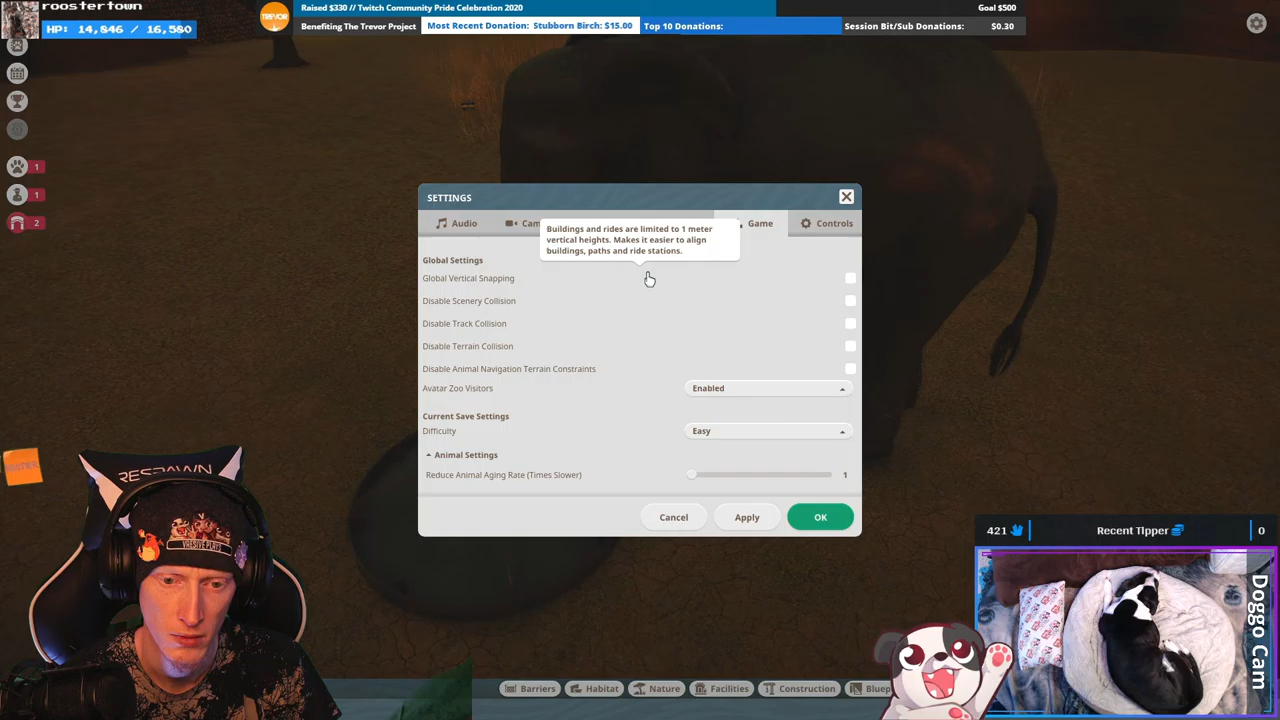 roostertown
HP: 14,846 / 16,580
TREVOR
Raised $330 // Twitch Community Pride Celebration 2020
Goal $500
Benefiting The Trevor Project
Most Recent Donation: Stubborn Birch: $15.00
Top 10 Donations:
Session Bit/Sub Donations: $0.30
1
1
2
SETTINGS
Audio
Cam
Game
Controls
Buildings and rides are limited to 1 meter
vertical heights. Makes it easier to align
buildings, paths and ride stations.
Global Settings
Global Vertical Snapping
Disable Scenery Collision
Disable Track Collision
Disable Terrain Collision
Disable Animal Navigation Terrain Constraints
Avatar Zoo Visitors
Enabled
Current Save Settings
Difficulty
Easy
Animal Settings
Reduce Animal Aging Rate (Times Slower)
1
Cancel
Apply
OK
RESPAWN
421
Recent Tipper
0
Doggo Cam
Barriers
Habitat
Nature
Facilities
Construction
Bluep